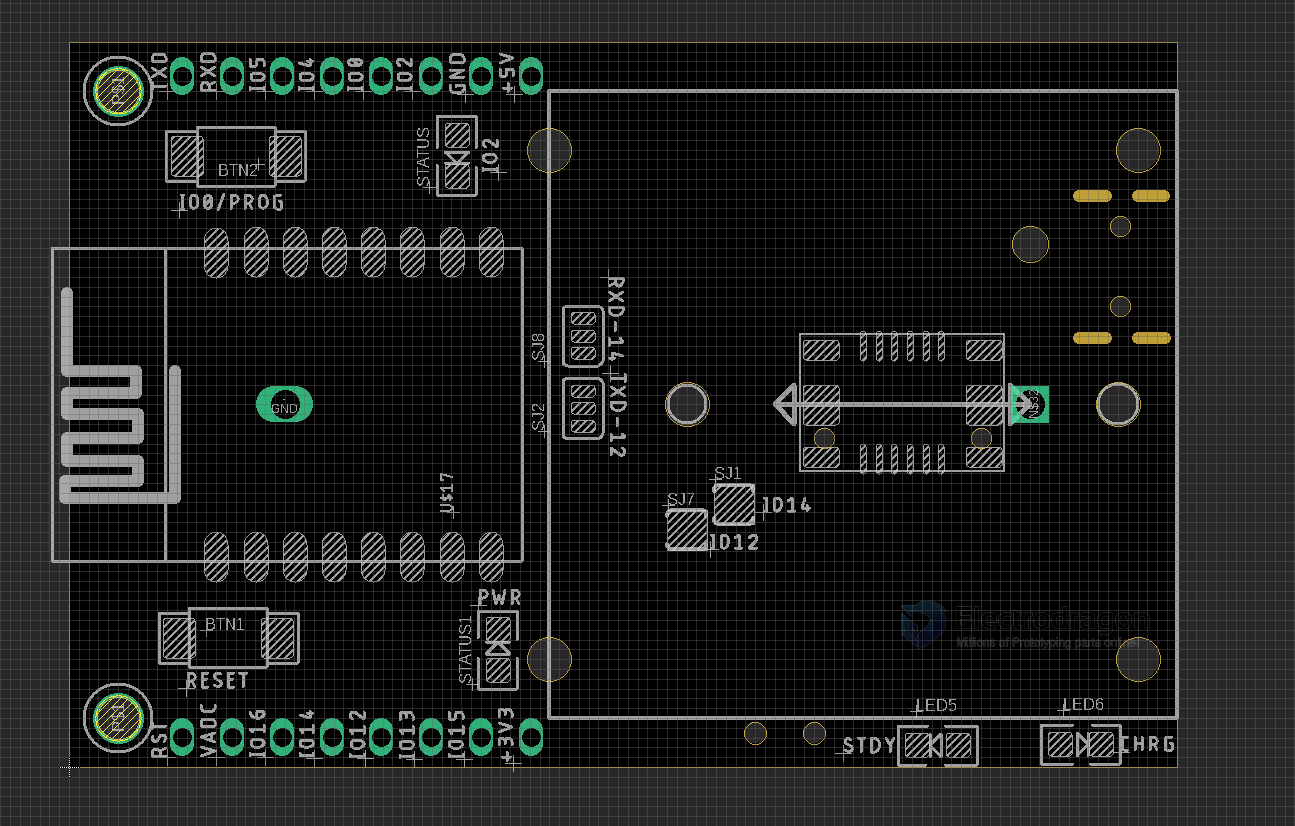 TXD
RXD
IO5
IO4
IO0
IO2
GND
+5V
PS1
BTN2
IO0/PROG
STATUS
IO2
RXD-14
SJ8
TXD-12
SJ2
GND
U$17
SJ1
IO14
SJ7
IO12
Electrodragon
Millions of Prototyping parts online!
PWR
STATUS1
BTN1
RESET
PS1
RST
VADC
IO16
IO14
IO12
IO13
IO15
+3V3
LED5
STDY
LED6
CHRG